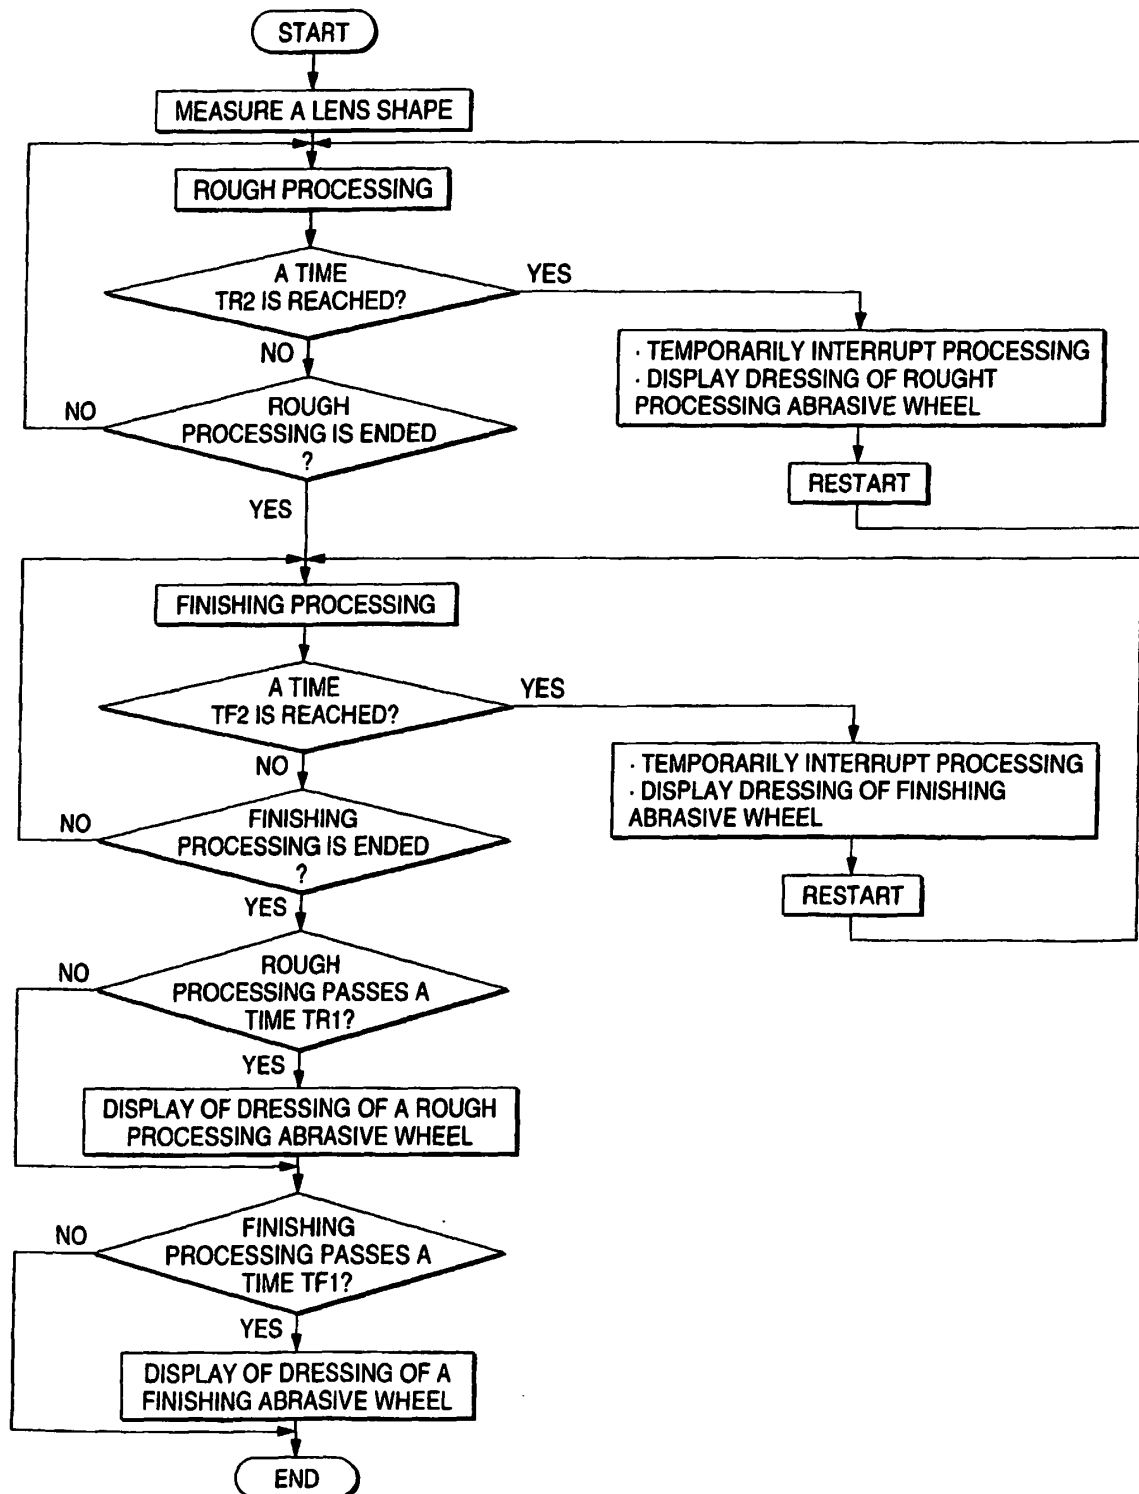 START
MEASURE A LENS SHAPE
ROUGH PROCESSING
A TIME
TR2 IS REACHED?
YES
NO
· TEMPORARILY INTERRUPT PROCESSING
· DISPLAY DRESSING OF ROUGHT
PROCESSING ABRASIVE WHEEL
RESTART
NO
ROUGH
PROCESSING IS ENDED
?
YES
FINISHING PROCESSING
A TIME
TF2 IS REACHED?
YES
NO
· TEMPORARILY INTERRUPT PROCESSING
· DISPLAY DRESSING OF FINISHING
ABRASIVE WHEEL
RESTART
NO
FINISHING
PROCESSING IS ENDED
?
YES
NO
ROUGH
PROCESSING PASSES A
TIME TR1?
YES
DISPLAY OF DRESSING OF A ROUGH
PROCESSING ABRASIVE WHEEL
NO
FINISHING
PROCESSING PASSES A
TIME TF1?
YES
DISPLAY OF DRESSING OF A
FINISHING ABRASIVE WHEEL
END